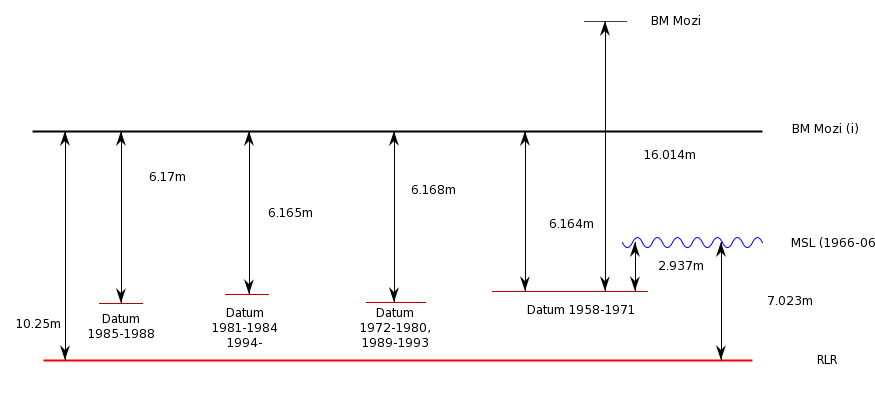 BM Mozi
BM Mozi (i)
16.014m
6.17m
6.168m
6.165m
6.164m
MSL (1966-06
2.937m
7.023m
10.25m
Datum
1985-1988
Datum
1981-1984
1994-
Datum
1972-1980,
1989-1993
Datum 1958-1971
RLR